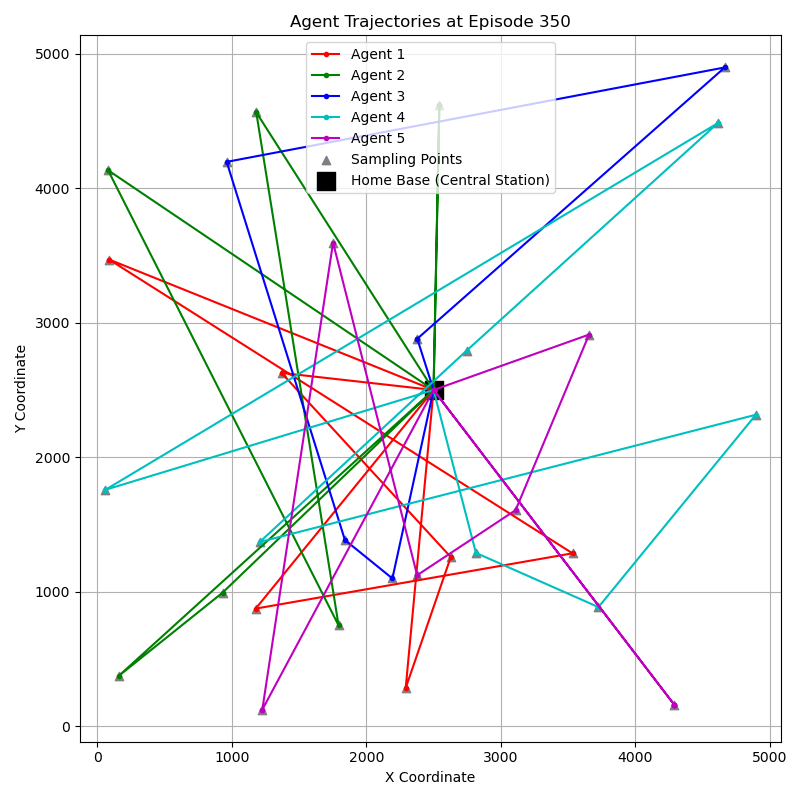 Agent Trajectories at Episode 350
5000
4000
3000
2000
1000
0
Y Coordinate
Agent 1
Agent 2
Agent 3
Agent 4
Agent 5
Sampling Points
Home Base (Central Station)
0 1000 2000 3000 4000 5000
X Coordinate